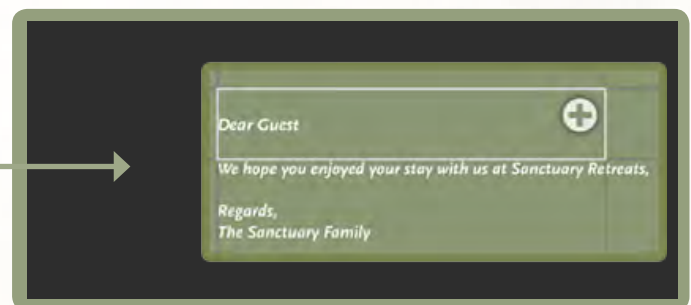 Dear Guest
We hope you enjoyed your stay with us at Sanctuary Retreats,
Regards,
The Sanctuary Family